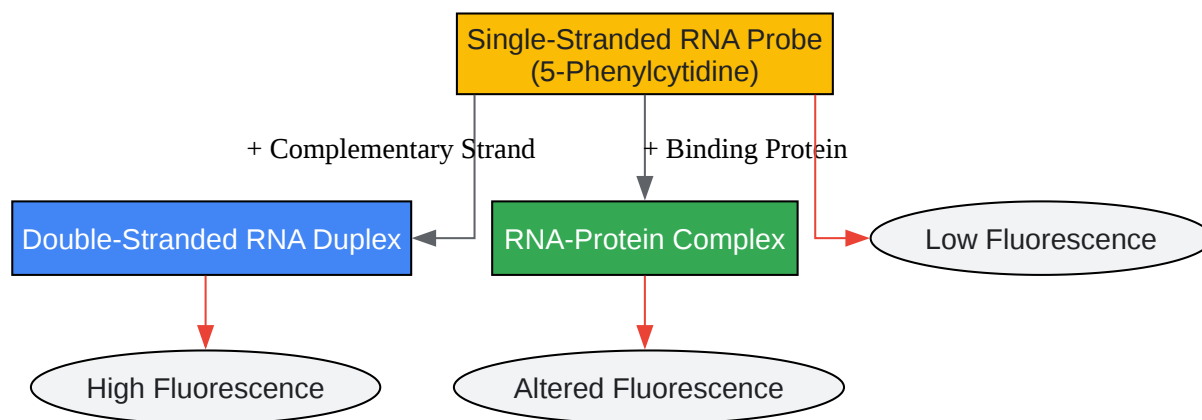 Single-Stranded RNA Probe
(5-Phenylcytidine)
+ Complementary Strand
+ Binding Protein
Double-Stranded RNA Duplex
RNA-Protein Complex
Low Fluorescence
High Fluorescence
Altered Fluorescence